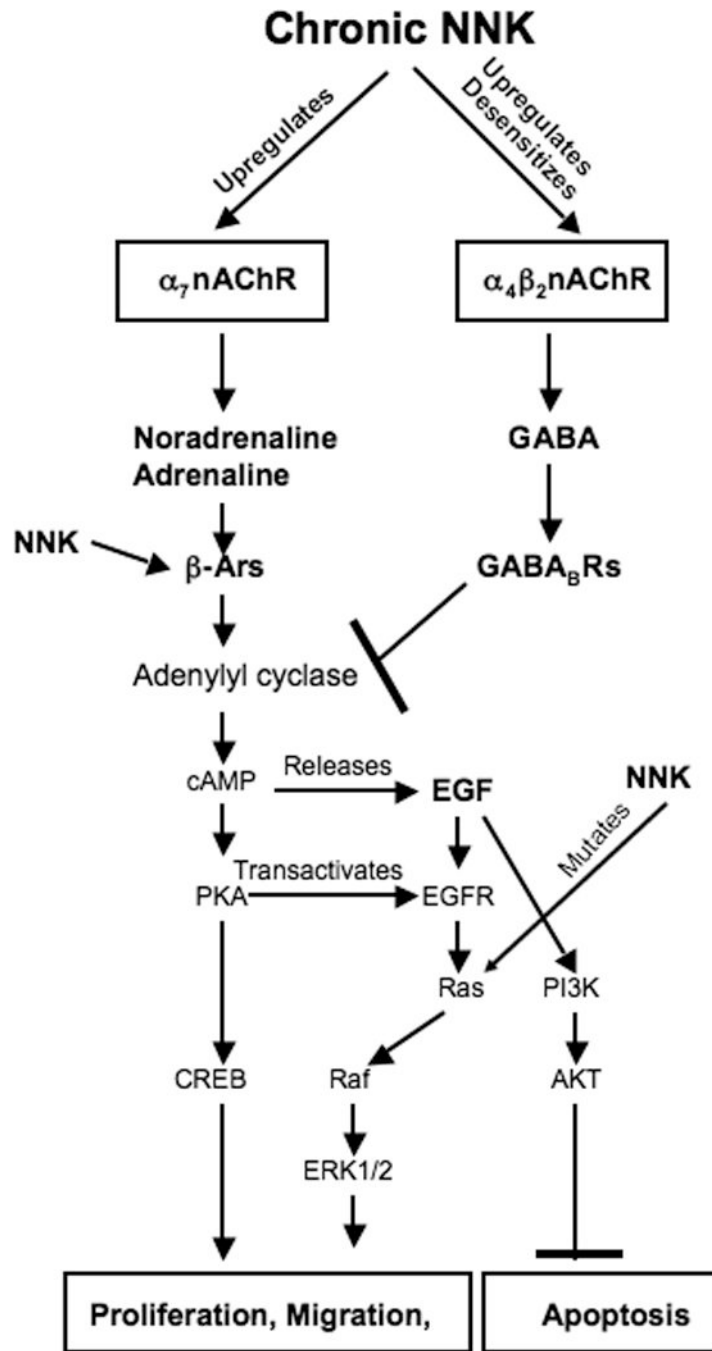 Chronic NNK
Upregulates
Upregulates
Desensitizes
α₇nAChR
α₄β₂nAChR
Noradrenaline
Adrenaline
GABA
NNK
β-Ars
GABA_BRs
Adenylyl cyclase
cAMP
Releases
EGF
NNK
Mutates
Transactivates
PKA
EGFR
Ras
PI3K
CREB
Raf
AKT
ERK1/2
Proliferation, Migration,
Apoptosis